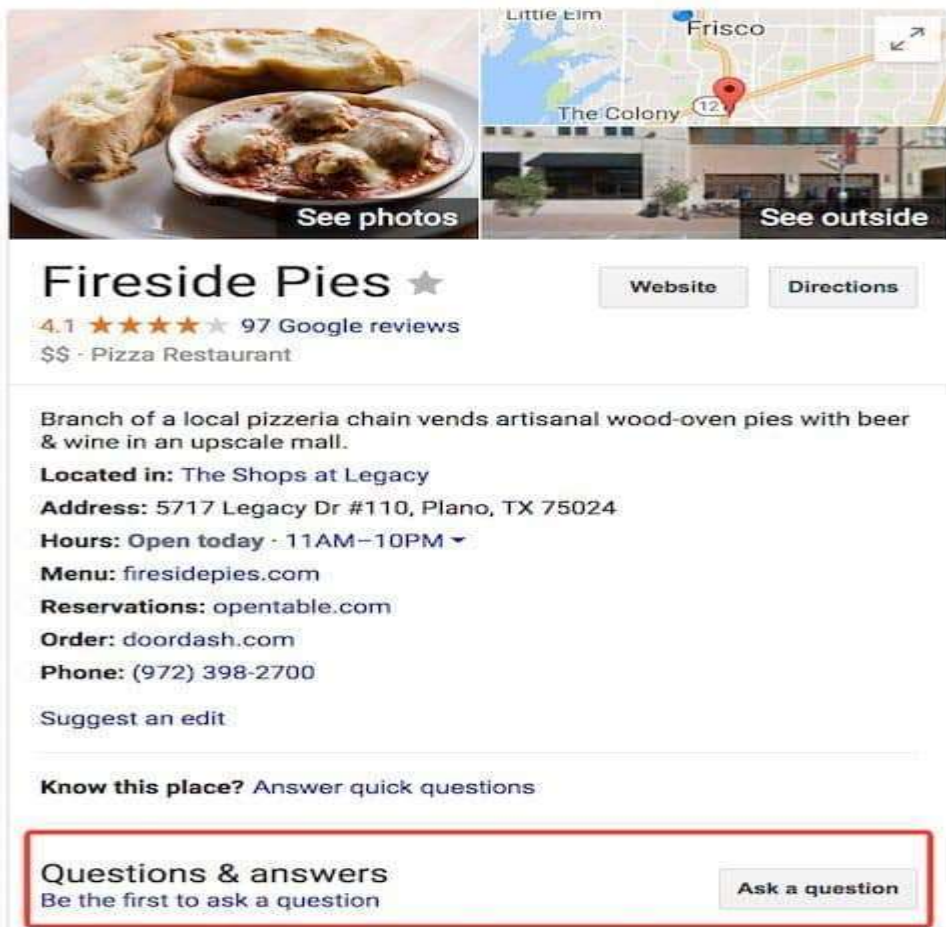 Little Elm
Frisco
The Colony
12
See photos
See outside
Fireside Pies
Website
Directions
4.1 97 Google reviews
$$ · Pizza Restaurant
Branch of a local pizzeria chain vends artisanal wood-oven pies with beer
& wine in an upscale mall.
Located in: The Shops at Legacy
Address: 5717 Legacy Dr #110, Plano, TX 75024
Hours: Open today · 11AM–10PM
Menu: firesidepies.com
Reservations: opentable.com
Order: doordash.com
Phone: (972) 398-2700
Suggest an edit
Know this place? Answer quick questions
Questions & answers
Be the first to ask a question
Ask a question